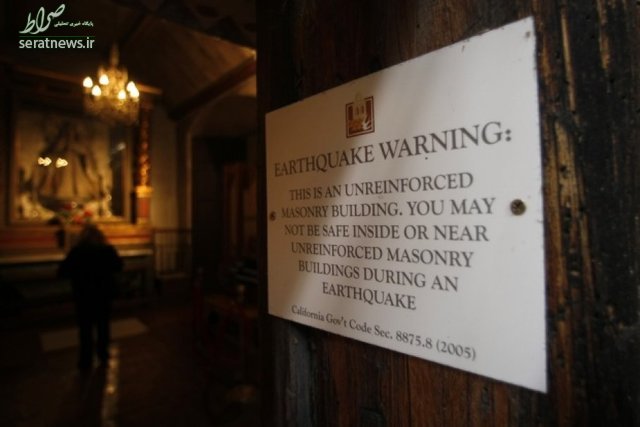 صراط
پایگاه خبری تحلیلی
seratnews.ir
EARTHQUAKE WARNING:
THIS IS AN UNREINFORCED
MASONRY BUILDING. YOU MAY
NOT BE SAFE INSIDE OR NEAR
UNREINFORCED MASONRY
BUILDINGS DURING AN
EARTHQUAKE
California Gov't Code Sec. 8875.8 (2005)